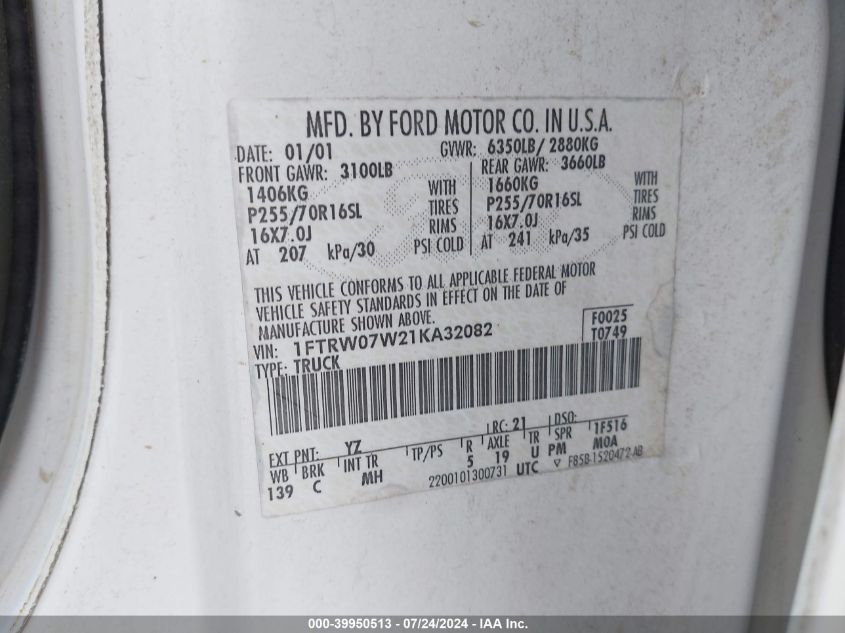 MFD. BY FORD MOTOR CO. IN U.S.A.
DATE: 01/01 GVWR: 6350LB/ 2880KG
FRONT GAWR: 3100LB REAR GAWR: 3660LB
1406KG WITH 1660KG WITH
P255/70R16SL TIRES P255/70R16SL TIRES
16X7.0J RIMS 16X7.0J RIMS
AT 207 kPa/30 PSI COLD AT 241 kPa/35 PSI COLD
THIS VEHICLE CONFORMS TO ALL APPLICABLE FEDERAL MOTOR
VEHICLE SAFETY STANDARDS IN EFFECT ON THE DATE OF
MANUFACTURE SHOWN ABOVE.
VIN: 1FTRW07W21KA32082 F0025
TYPE: TRUCK T0749
EXT PNT: YZ RC: 21 DSO: 1F516
WB BRK INT TR TP/PS R AXLE TR SPR MOA
139 C MH 5 19 U PM
2200101300731 UTC ▽ F85B-1520472-AB
000-39950513 - 07/24/2024 - IAA Inc.